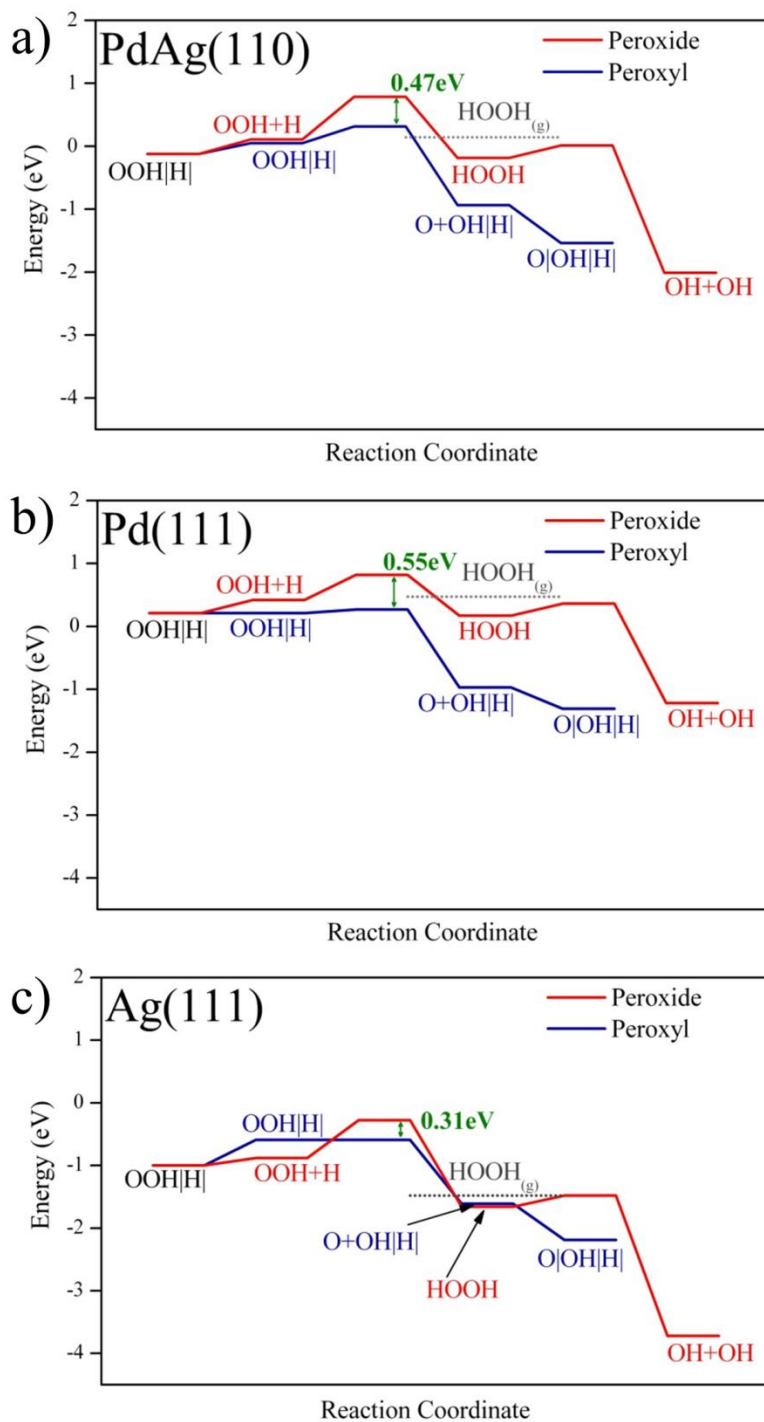 a)
PdAg(110)
Peroxide
Peroxyl
2
1
0
-1
-2
-3
-4
Energy (eV)
0.47eV
HOOH(g)
OOH+H
OOH|H|
OOH|H|
HOOH
O+OH|H|
O|OH|H|
OH+OH
Reaction Coordinate
b)
Pd(111)
Peroxide
Peroxyl
2
1
0
-1
-2
-3
-4
Energy (eV)
0.55eV
HOOH(g)
OOH+H
OOH|H|
OOH|H|
HOOH
O+OH|H|
O|OH|H|
OH+OH
Reaction Coordinate
c)
Ag(111)
Peroxide
Peroxyl
2
1
0
-1
-2
-3
-4
Energy (eV)
OOH|H|
0.31eV
OOH|H|
OOH+H
HOOH(g)
O+OH|H|
O|OH|H|
HOOH
OH+OH
Reaction Coordinate